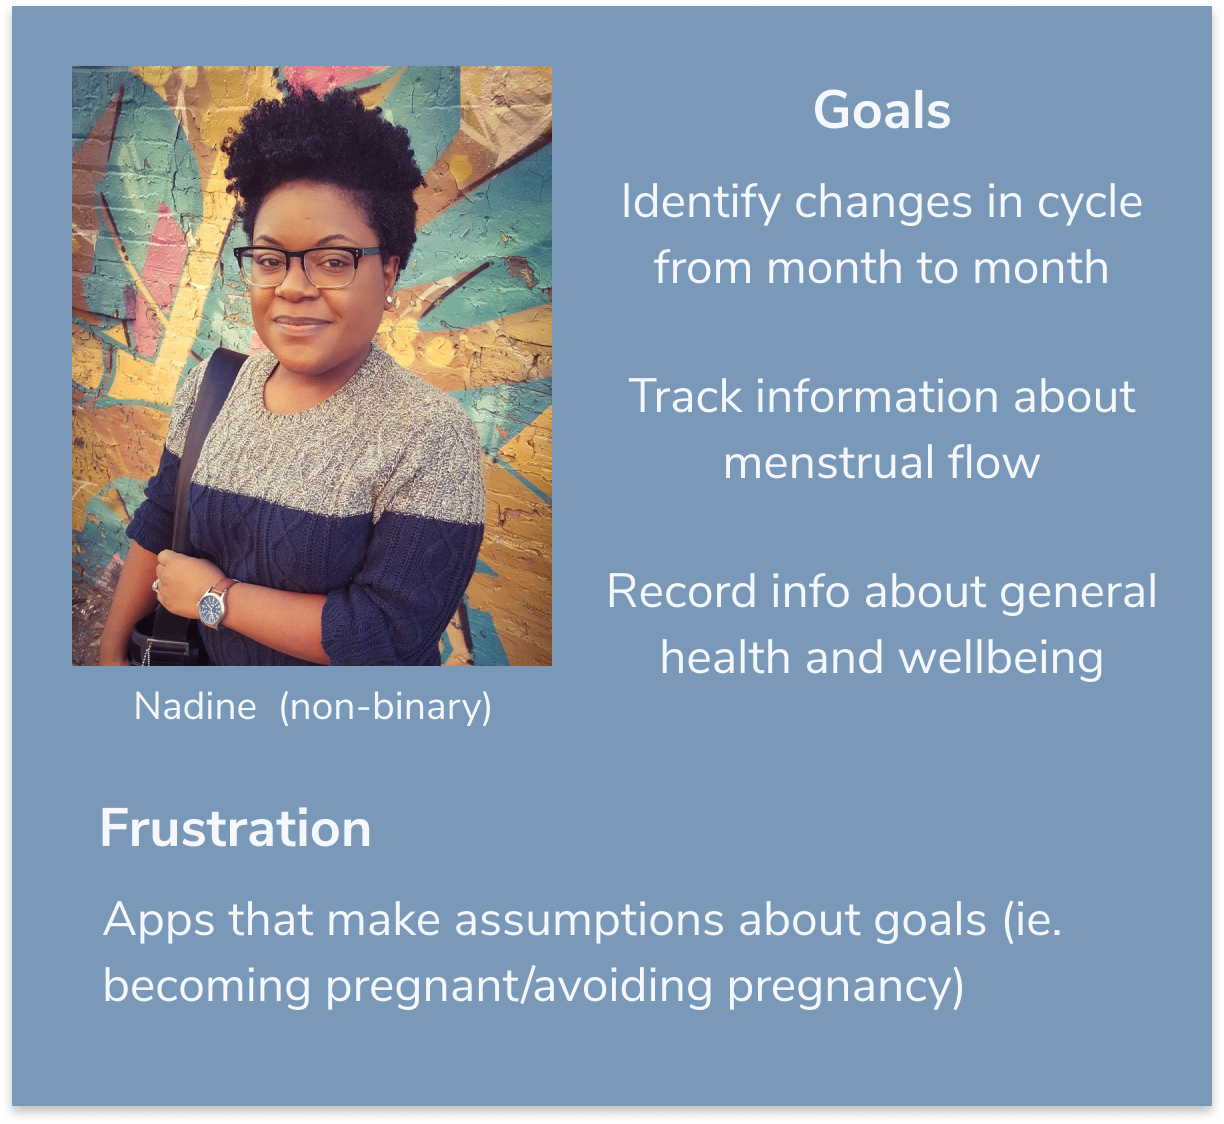 Goals
Identify changes in cycle
from month to month
Track information about
menstrual flow
Record info about general
health and wellbeing
Nadine (non-binary)
Frustration
Apps that make assumptions about goals (ie.
becoming pregnant/avoiding pregnancy)